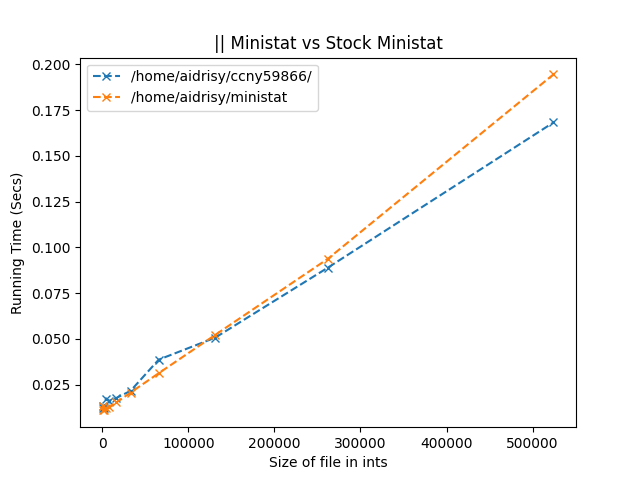 || Ministat vs Stock Ministat
/home/aidrisy/ccny59866/
/home/aidrisy/ministat
0.200
0.175
0.150
0.125
0.100
0.075
0.050
0.025
Running Time (Secs)
0 100000 200000 300000 400000 500000
Size of file in ints